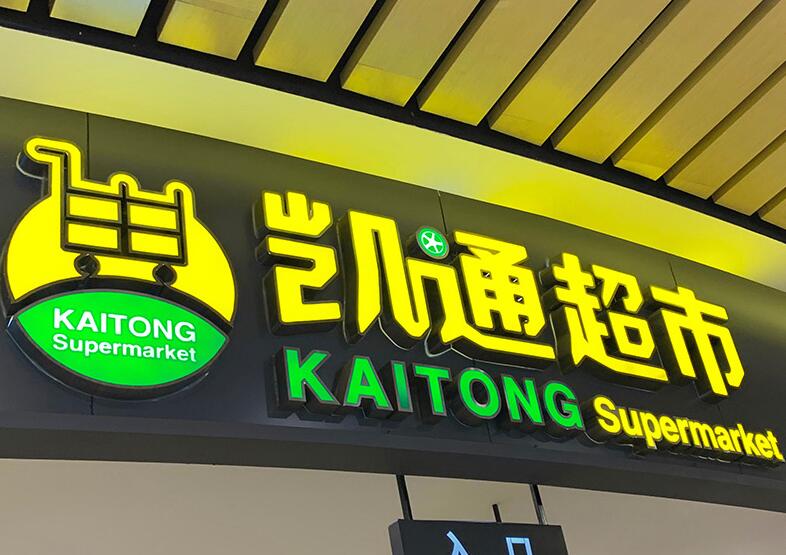 KAITONG
Supermarket
凯通超市
KAITONG Supermarket